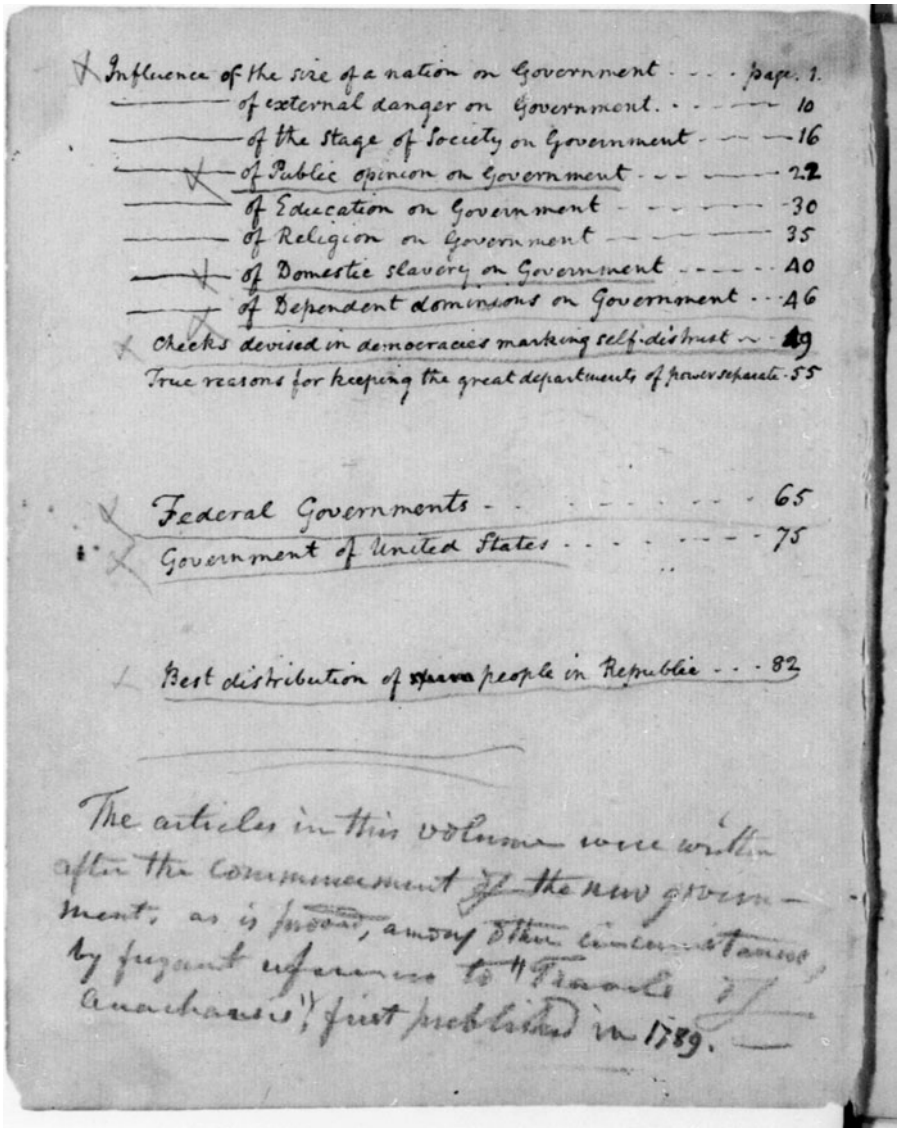 Influence of the size of a nation on Government - - - - page. 1.
——— of external danger on Government. - - - — 10
——— of the Stage of Society on Government - - — — 16
——— of Public opinion on Government - - — — 22
——— of Education on Government - - - — - 30
——— of Religion on Government - — — — — 35
——— of Domestic slavery on Government - - - - - 40
——— of Dependent dominions on Government - - - 46
Checks devised in democracies marking self-distrust - - 49
True reasons for keeping the great departments of power separate - 55
Federal Governments - - - - - - - - - 65
Government of United States - - - - - - - - - 75
Best distribution of people in Republic - - - 82
The articles in this volume were written
after the commencement of the new govern-
ment, as is proved, among other circumstances,
by frequent references to "Travels of
Anacharsis", first published in 1789. —